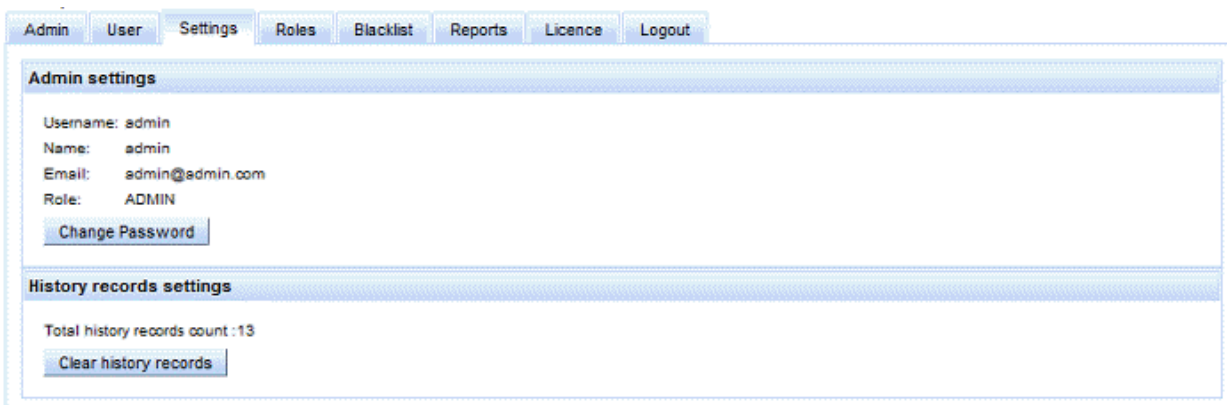 Admin User Settings Roles Blacklist Reports Licence Logout
Admin settings
Username: admin
Name: admin
Email: admin@admin.com
Role: ADMIN
Change Password
History records settings
Total history records count :13
Clear history records